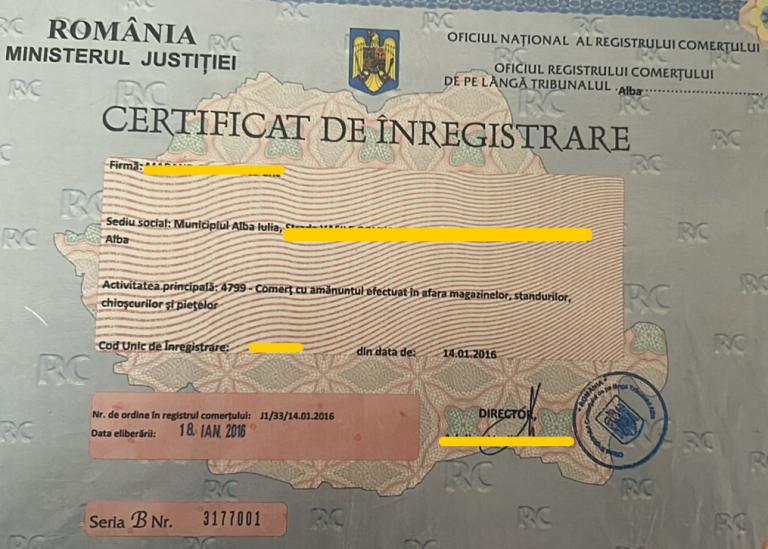 ROMÂNIA
MINISTERUL JUSTIȚIEI
OFICIUL NAȚIONAL AL REGISTRULUI COMERȚULUI
OFICIUL REGISTRULUI COMERȚULUI
DE PE LÂNGĂ TRIBUNALUL Alba
CERTIFICAT DE ÎNREGISTRARE
Firmă:
Sediu social: Municipiul Alba Iulia,
Alba
Activitatea principală: 4799 - Comerț cu amănuntul efectuat în afara magazinelor, standurilor,
chioșcurilor și piețelor
Cod Unic de Înregistrare:
din data de: 14.01.2016
Nr. de ordine în registrul comerțului: J1/33/14.01.2016
Data eliberării: 18. IAN. 2016
DIRECTOR,
ROMÂNIA
Seria B Nr. 3177001